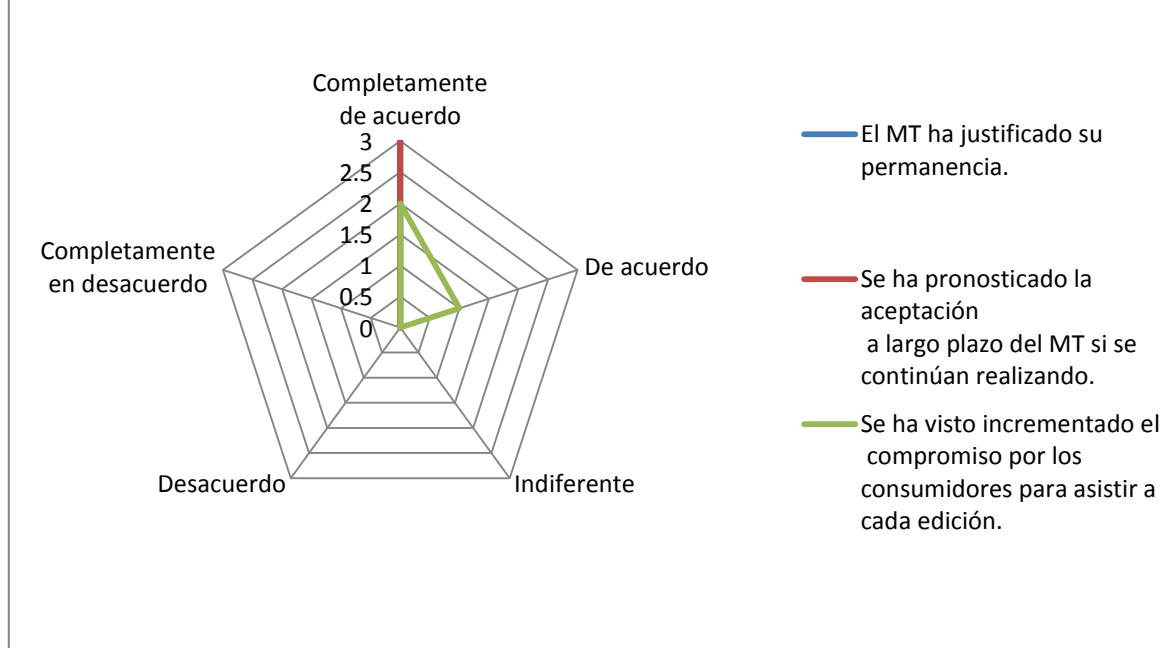 Completamente
de acuerdo
3
2.5
2
1.5
1
0.5
0
De acuerdo
Indiferente
Desacuerdo
Completamente
en desacuerdo
El MT ha justificado su
permanencia.
Se ha pronosticado la
aceptación
a largo plazo del MT si se
continúan realizando.
Se ha visto incrementado el
compromiso por los
consumidores para asistir a
cada edición.